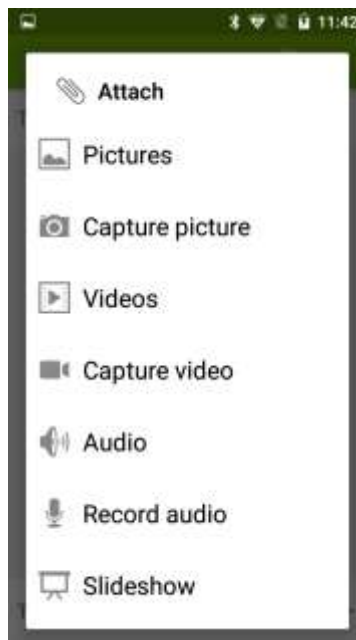 11:42
Attach
Pictures
Capture picture
Videos
Capture video
Audio
Record audio
Slideshow